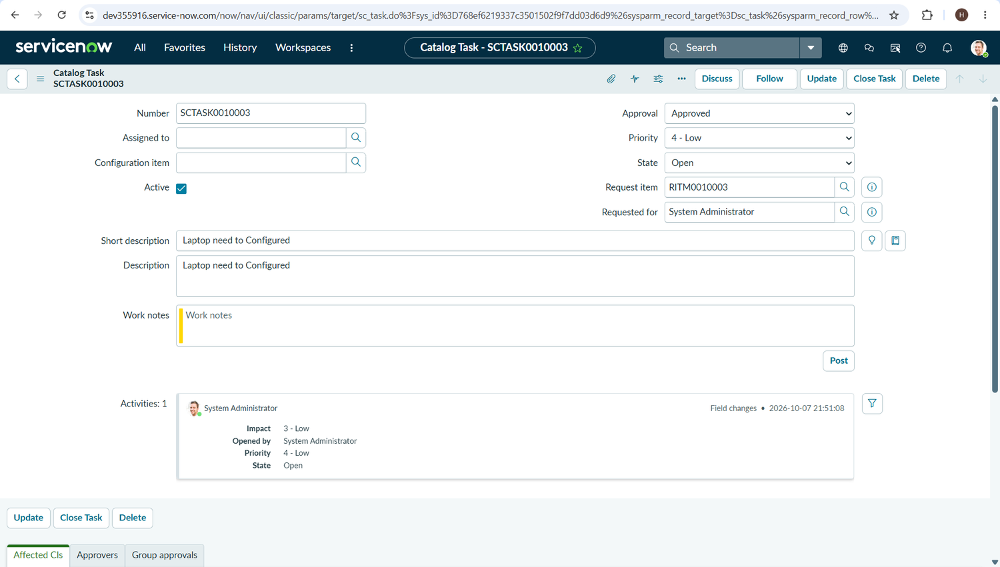 dev355916.service-now.com/now/nav/ui/classic/params/target/sc_task.do%3Fsys_id%3D768ef6219337c3501502f9f7dd03d6d9%26sysparm_record_target%3Dsc_task%26sysparm_record_row%...
H
servicenow All Favorites History Workspaces Catalog Task - SCTASK0010003 Search
Catalog Task
SCTASK0010003
Discuss Follow Update Close Task Delete
Number SCTASK0010003 Approval Approved
Assigned to Priority 4 - Low
Configuration item State Open
Active Request item RITM0010003
Requested for System Administrator
Short description Laptop need to Configured
Description Laptop need to Configured
Work notes Work notes
Post
Activities: 1 System Administrator Field changes • 2026-10-07 21:51:08
Impact 3 - Low
Opened by System Administrator
Priority 4 - Low
State Open
Update Close Task Delete
Affected CIs Approvers Group approvals